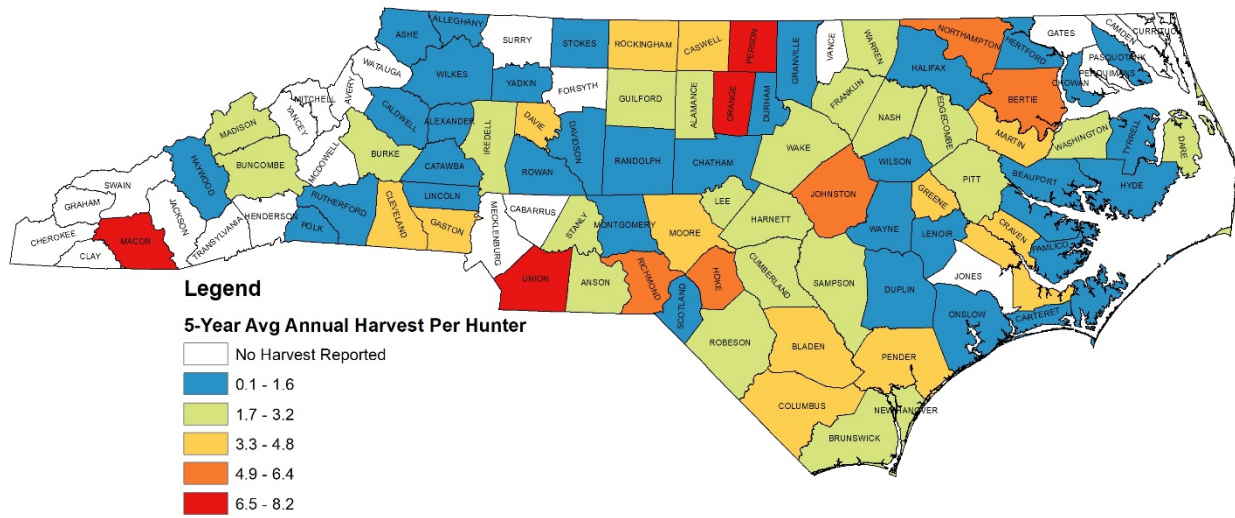 ALLEGHANY
ASHE
SURRY
STOKES
ROCKINGHAM
CASWELL
PERSON
GRANVILLE
VANCE
WARREN
NORTHAMPTON
HERTFORD
GATES
CAMDEN
CURRITUCK
PASQUOTANK
PERQUIMANS
CHOWAN
WATAUGA
WILKES
YADKIN
FORSYTH
GUILFORD
ALAMANCE
ORANGE
DURHAM
FRANKLIN
HALIFAX
BERTIE
MITCHELL
AVERY
YANCEY
CALDWELL
ALEXANDER
IREDELL
DAVIE
DAVIDSON
RANDOLPH
CHATHAM
WAKE
NASH
EDGECOMBE
MARTIN
WASHINGTON
TYRRELL
DARE
MADISON
BUNCOMBE
HAYWOOD
MCDOWELL
BURKE
CATAWBA
ROWAN
JOHNSTON
WILSON
PITT
BEAUFORT
HYDE
SWAIN
GRAHAM
JACKSON
RUTHERFORD
CLEVELAND
LINCOLN
GASTON
MECKLENBURG
CABARRUS
STANLY
MONTGOMERY
MOORE
LEE
HARNETT
WAYNE
GREENE
LENOIR
CRAVEN
PAMLICO
CHEROKEE
CLAY
MACON
TRANSYLVANIA
HENDERSON
POLK
UNION
ANSON
RICHMOND
HOKE
SCOTLAND
CUMBERLAND
SAMPSON
DUPLIN
JONES
ONSLOW
CARTERET
ROBESON
BLADEN
PENDER
COLUMBUS
NEW HANOVER
BRUNSWICK
Legend
5-Year Avg Annual Harvest Per Hunter
No Harvest Reported
0.1 - 1.6
1.7 - 3.2
3.3 - 4.8
4.9 - 6.4
6.5 - 8.2